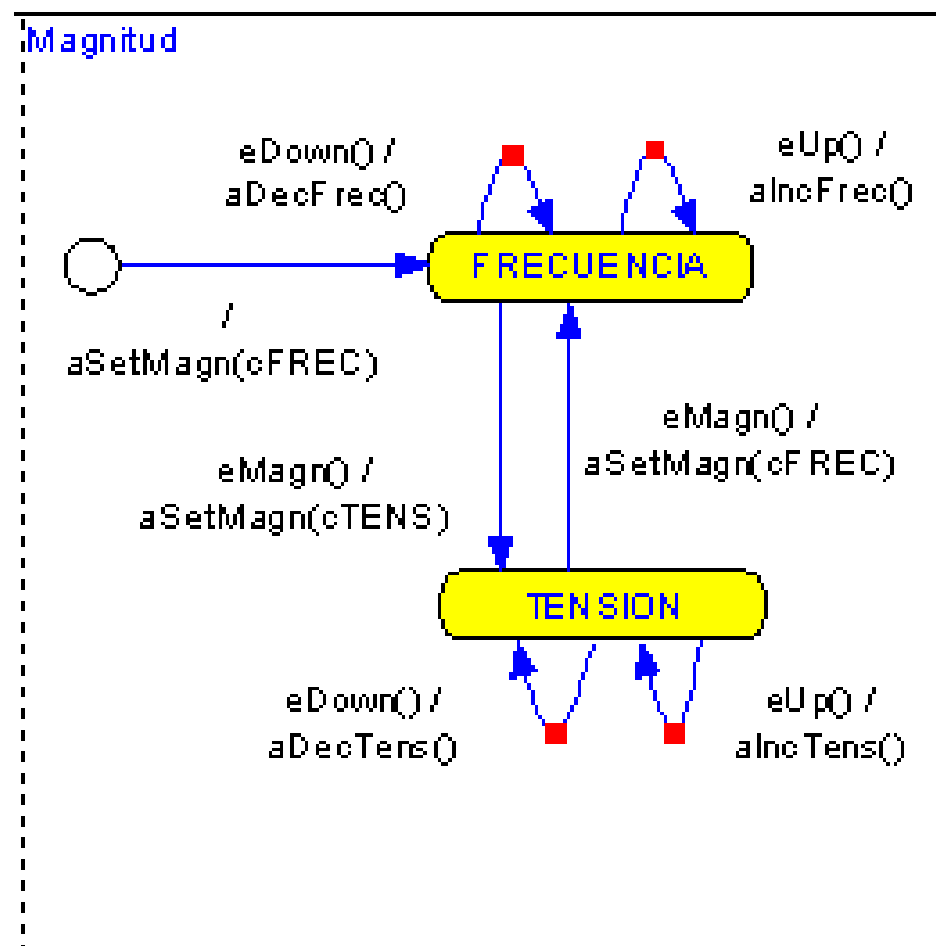 Magnitud
eDown() /
aDecFrec()
eUp() /
aIncFrec()
FRECUENCIA
/
aSetMagn(cFREC)
eMagn() /
aSetMagn(cFREC)
eMagn() /
aSetMagn(cTENS)
TENSION
eDown() /
aDecTens()
eUp() /
aIncTens()